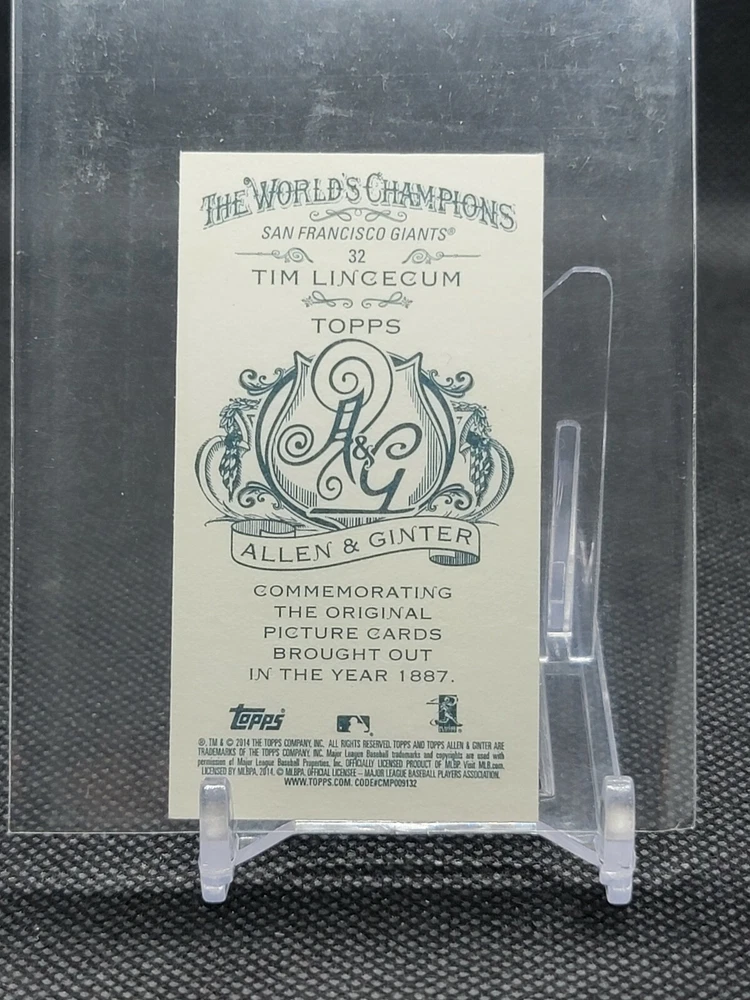 THE WORLD'S CHAMPIONS
SAN FRANCISCO GIANTS®
32
TIM LINCECUM
TOPPS
A&G
ALLEN & GINTER
COMMEMORATING
THE ORIGINAL
PICTURE CARDS
BROUGHT OUT
IN THE YEAR 1887.
Topps
®, TM & © 2014 THE TOPPS COMPANY, INC. ALL RIGHTS RESERVED. TOPPS AND TOPPS ALLEN & GINTER ARE
TRADEMARKS OF THE TOPPS COMPANY, INC. Major League Baseball trademarks and copyrights are used with
permission of Major League Baseball Properties, Inc. OFFICIALLY LICENSED PRODUCT OF MLBP. Visit MLB.com.
LICENSED BY MLBPA, 2014. © MLBPA. OFFICIAL LICENSEE – MAJOR LEAGUE BASEBALL PLAYERS ASSOCIATION.
WWW.TOPPS.COM. CODE#CMP009132